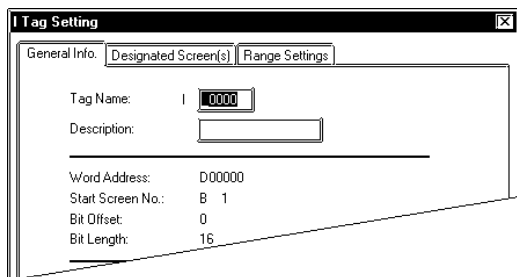 I Tag Setting
General Info. Designated Screen(s) Range Settings
Tag Name: I _0000
Description:
Word Address: D00000
Start Screen No.: B 1
Bit Offset: 0
Bit Length: 16